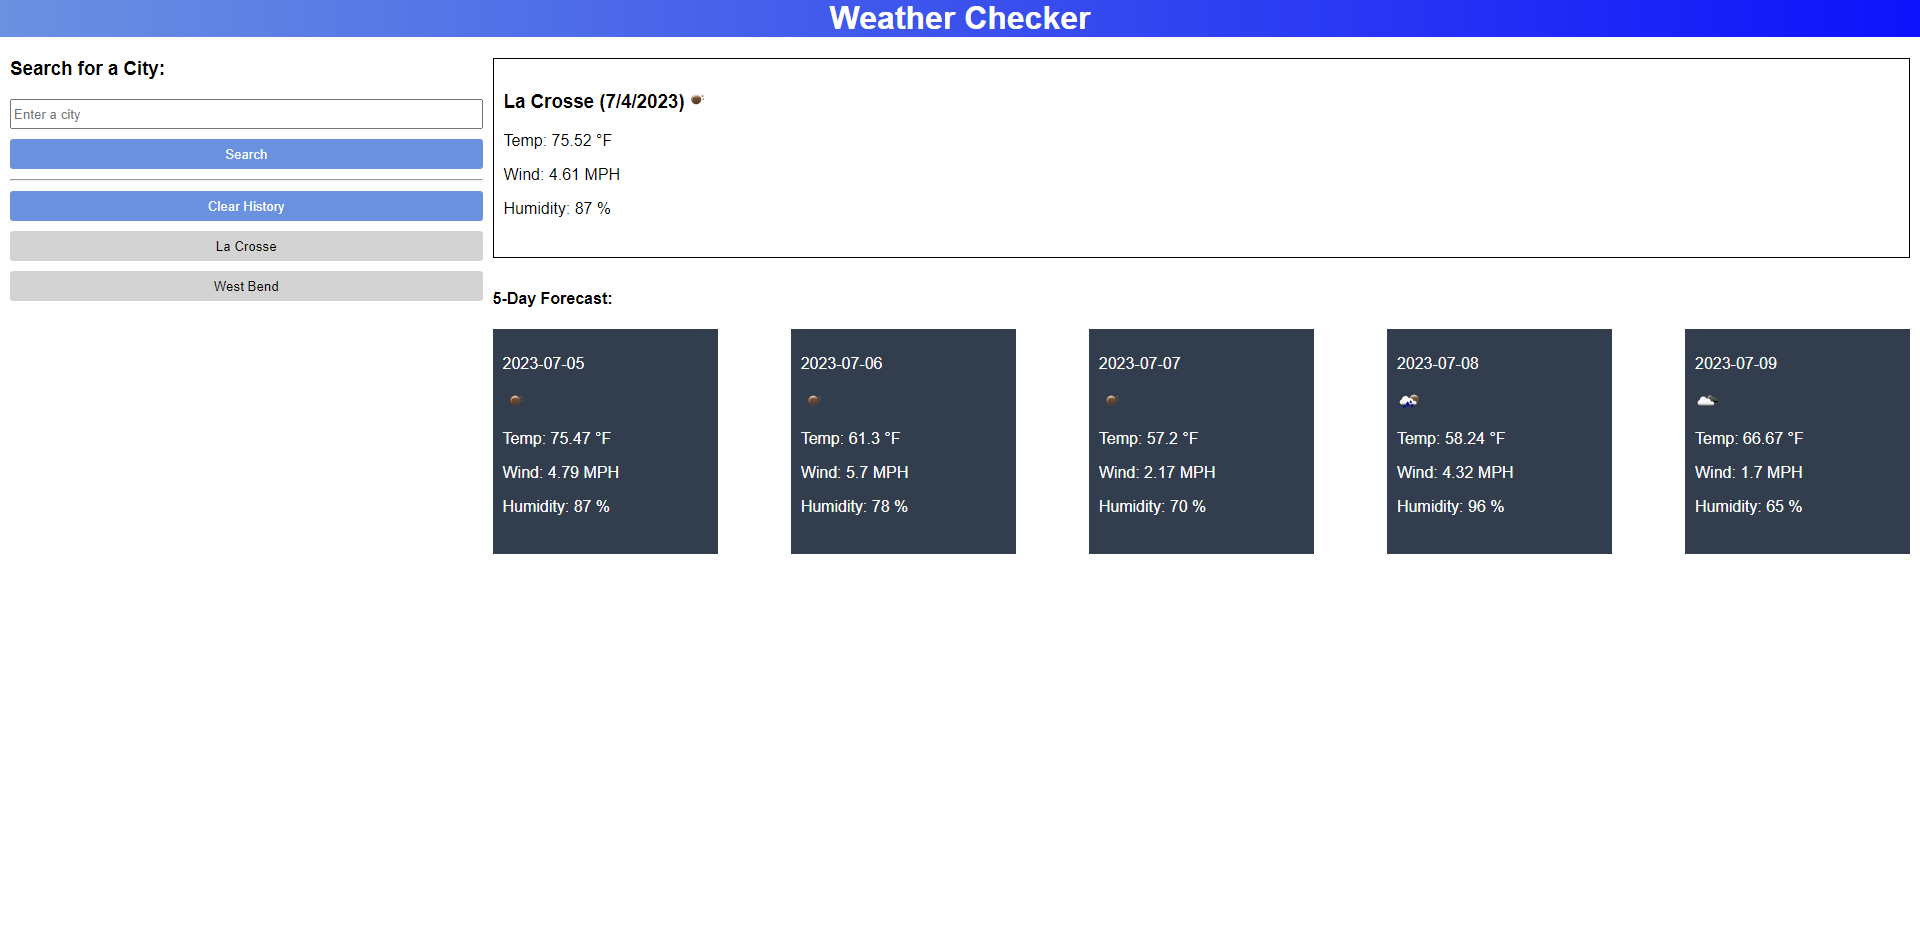 Weather Checker
Search for a City:
Enter a city
Search
Clear History
La Crosse
West Bend
La Crosse (7/4/2023)
Temp: 75.52 °F
Wind: 4.61 MPH
Humidity: 87 %
5-Day Forecast:
2023-07-05
Temp: 75.47 °F
Wind: 4.79 MPH
Humidity: 87 %
2023-07-06
Temp: 61.3 °F
Wind: 5.7 MPH
Humidity: 78 %
2023-07-07
Temp: 57.2 °F
Wind: 2.17 MPH
Humidity: 70 %
2023-07-08
Temp: 58.24 °F
Wind: 4.32 MPH
Humidity: 96 %
2023-07-09
Temp: 66.67 °F
Wind: 1.7 MPH
Humidity: 65 %